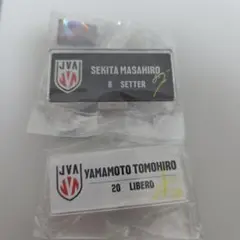 JVA
SEKITA MASAHIRO
8 SETTER
JVA
YAMAMOTO TOMOHIRO
20 LIBERO